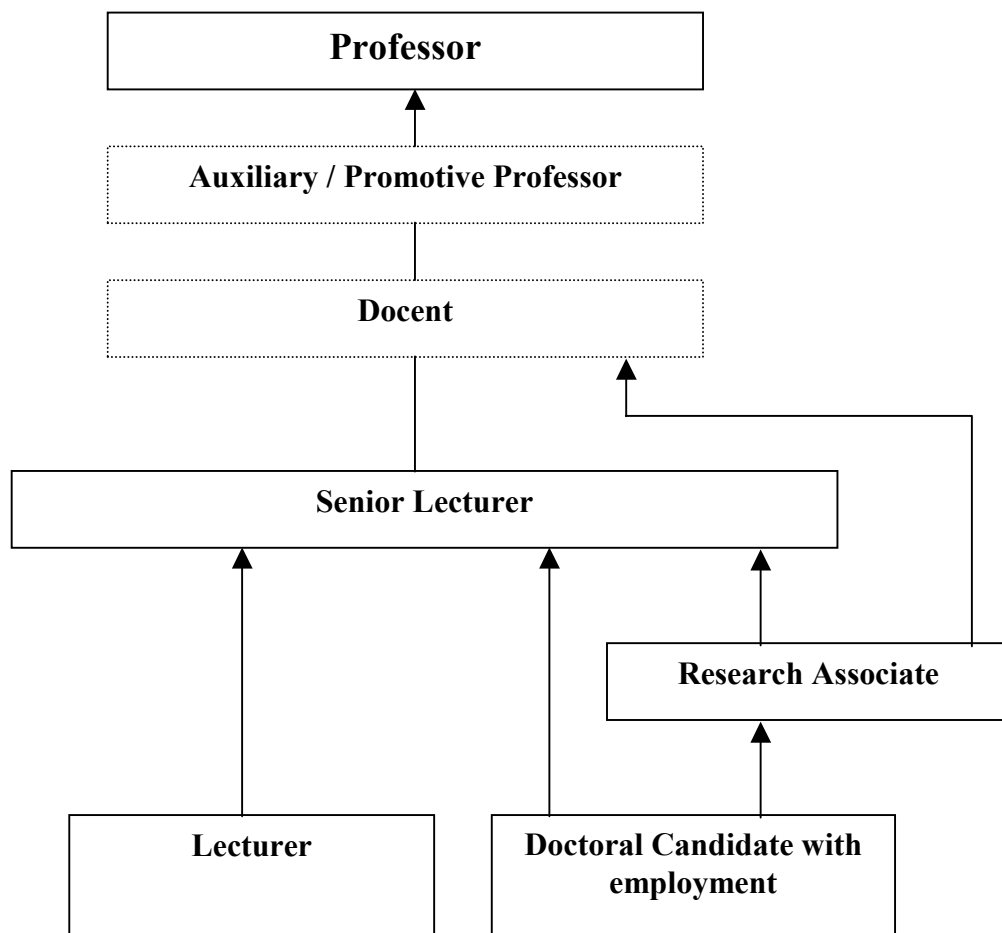 Professor
Auxiliary / Promotive Professor
Docent
Senior Lecturer
Research Associate
Lecturer
Doctoral Candidate with
employment